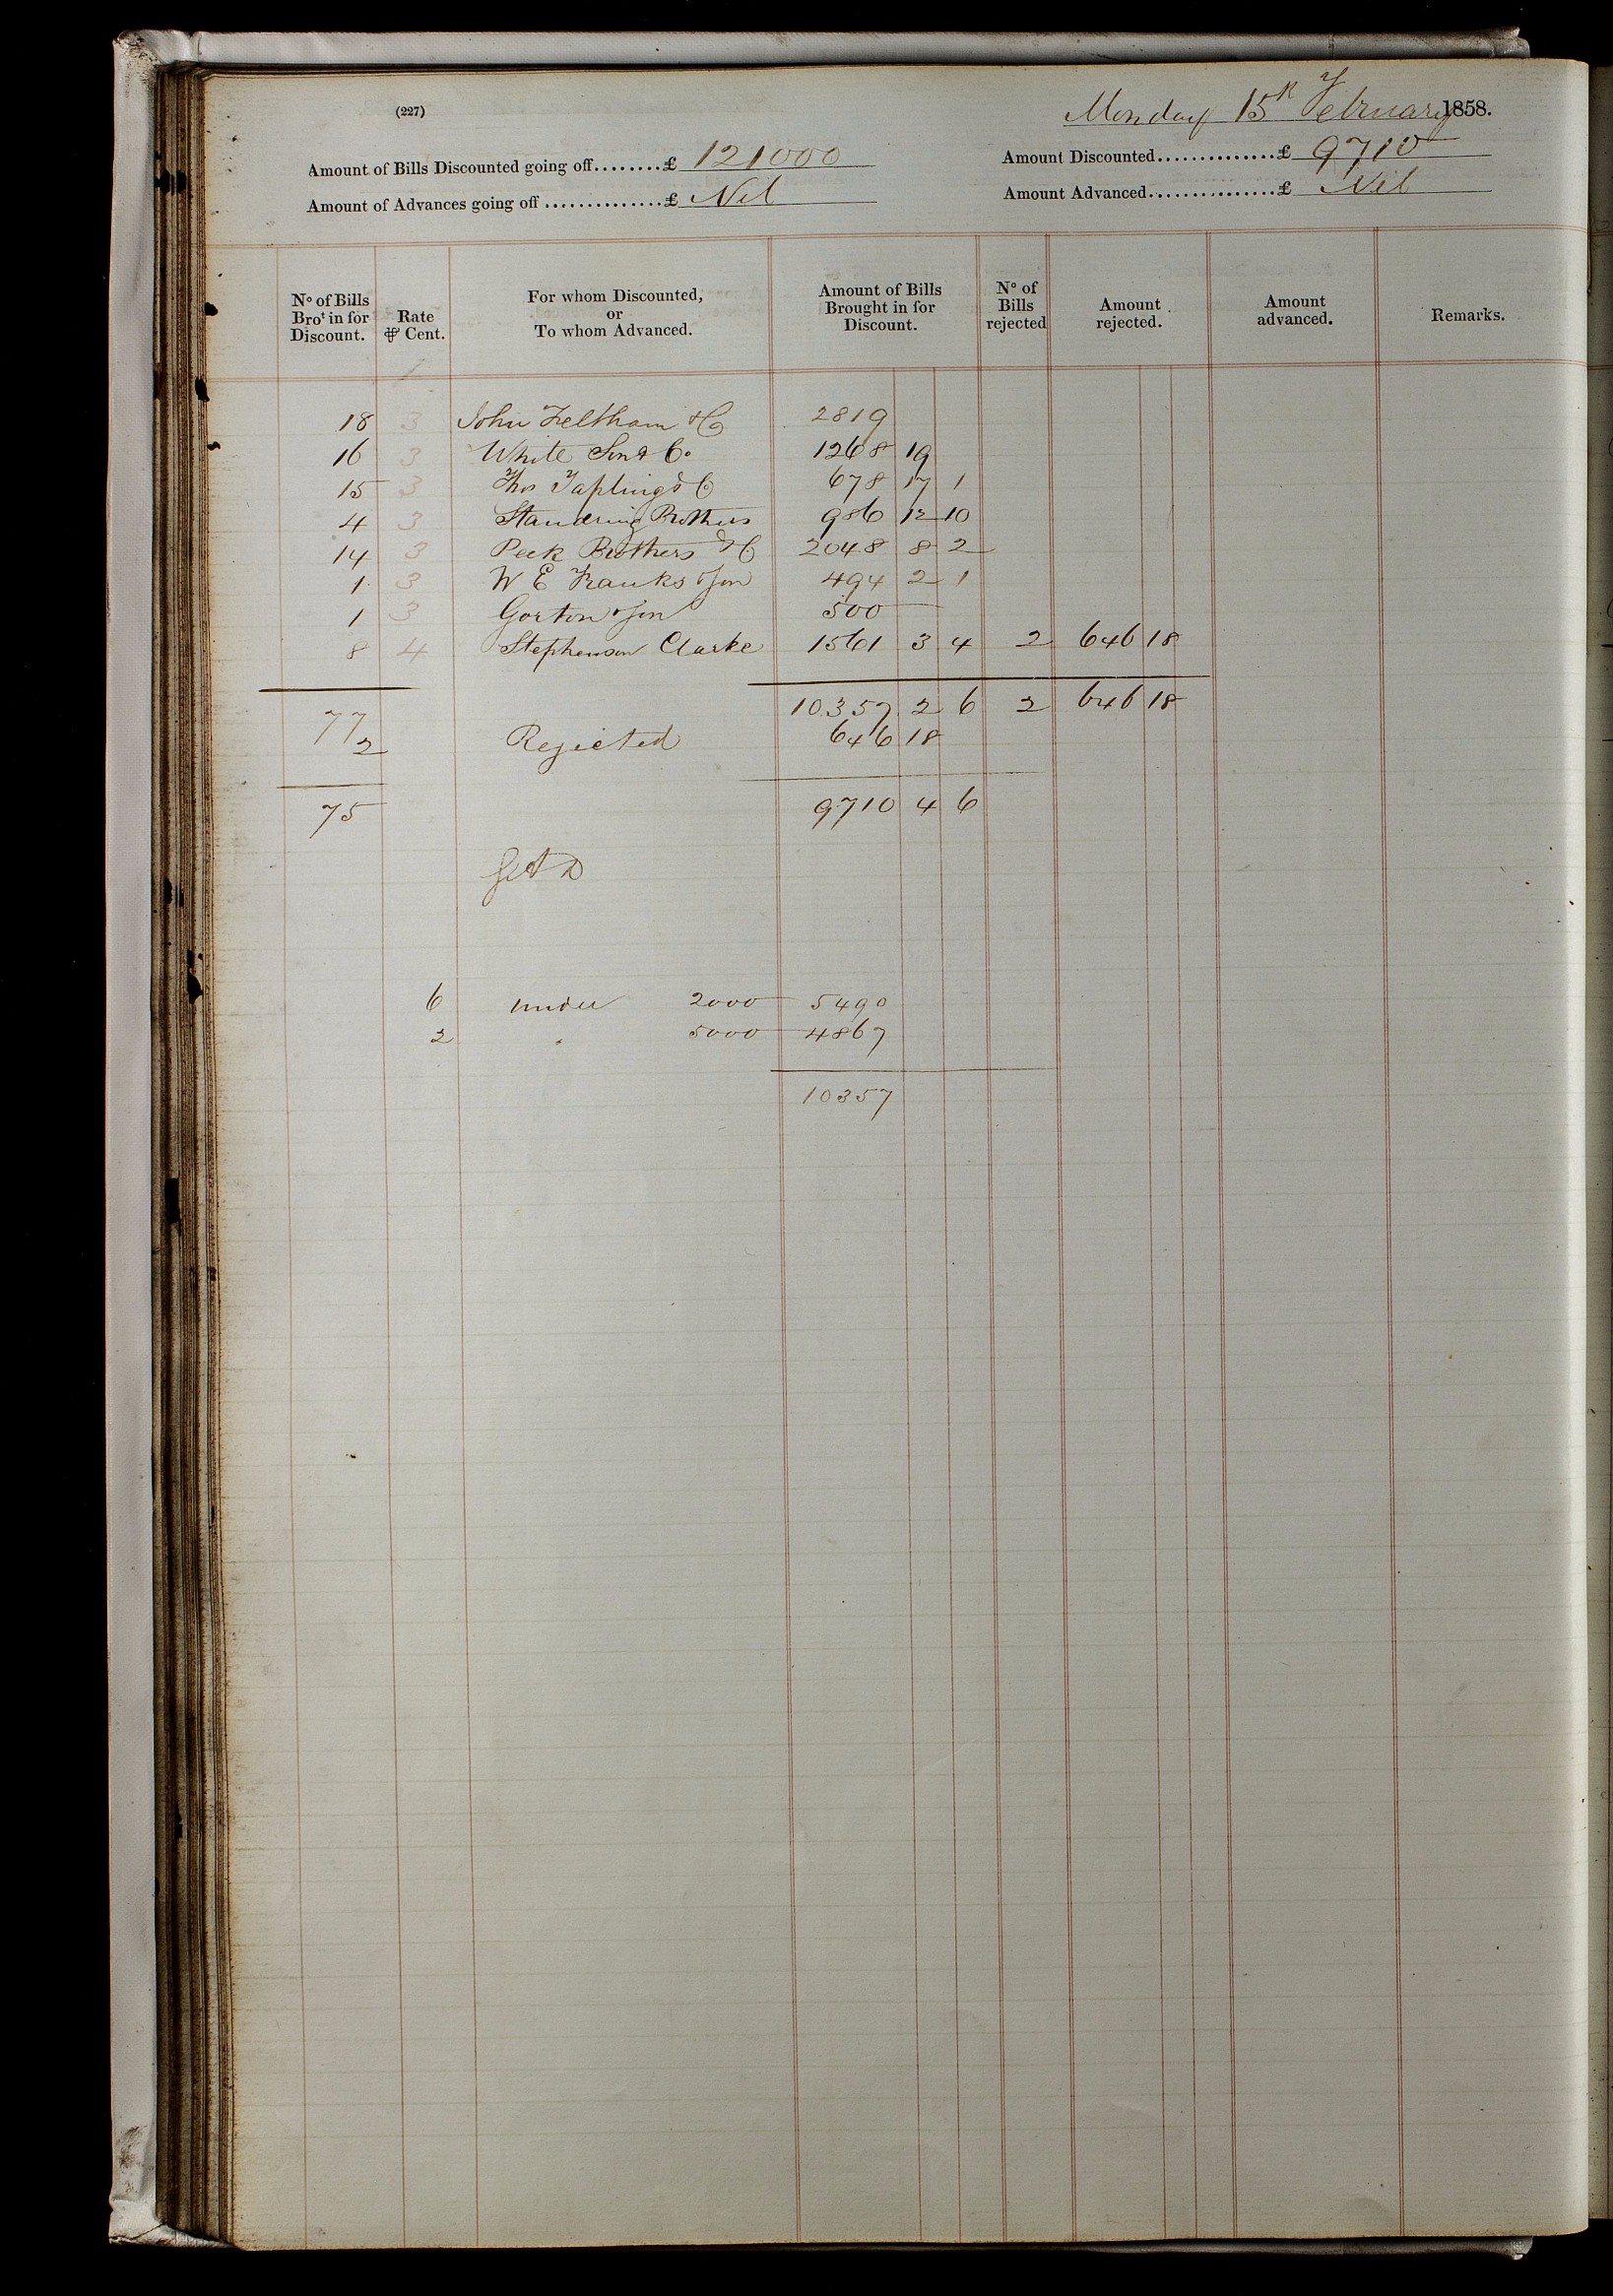 (227)
Monday 15th February 1858.
Amount of Bills Discounted going off........£ 121000
Amount Discounted..............£ 9710
Amount of Advances going off..............£ Nil
Amount Advanced...............£ Nil
No of Bills Brot in for Discount.
Rate ⅌ Cent.
For whom Discounted, or To whom Advanced.
Amount of Bills Brought in for Discount.
No of Bills rejected
Amount rejected.
Amount advanced.
Remarks.
18 3 John Feltham & Co 2819
16 3 White Son & Co. 1268 19
15 3 Thos Tapling & Co 678 17 1
4 3 Standring Brothers 986 12 10
14 3 Peek Brothers & Co 2048 8 2
1 3 W E Franks & Son 494 2 1
1 3 Gorton & Son 500
8 4 Stephenson Clarke 1561 3 4 2 646 18
77 10357 2 6 2 646 18
2 Rejected 646 18
75 9710 4 6
6 under 2000 5490
2 " 5000 4867
10357